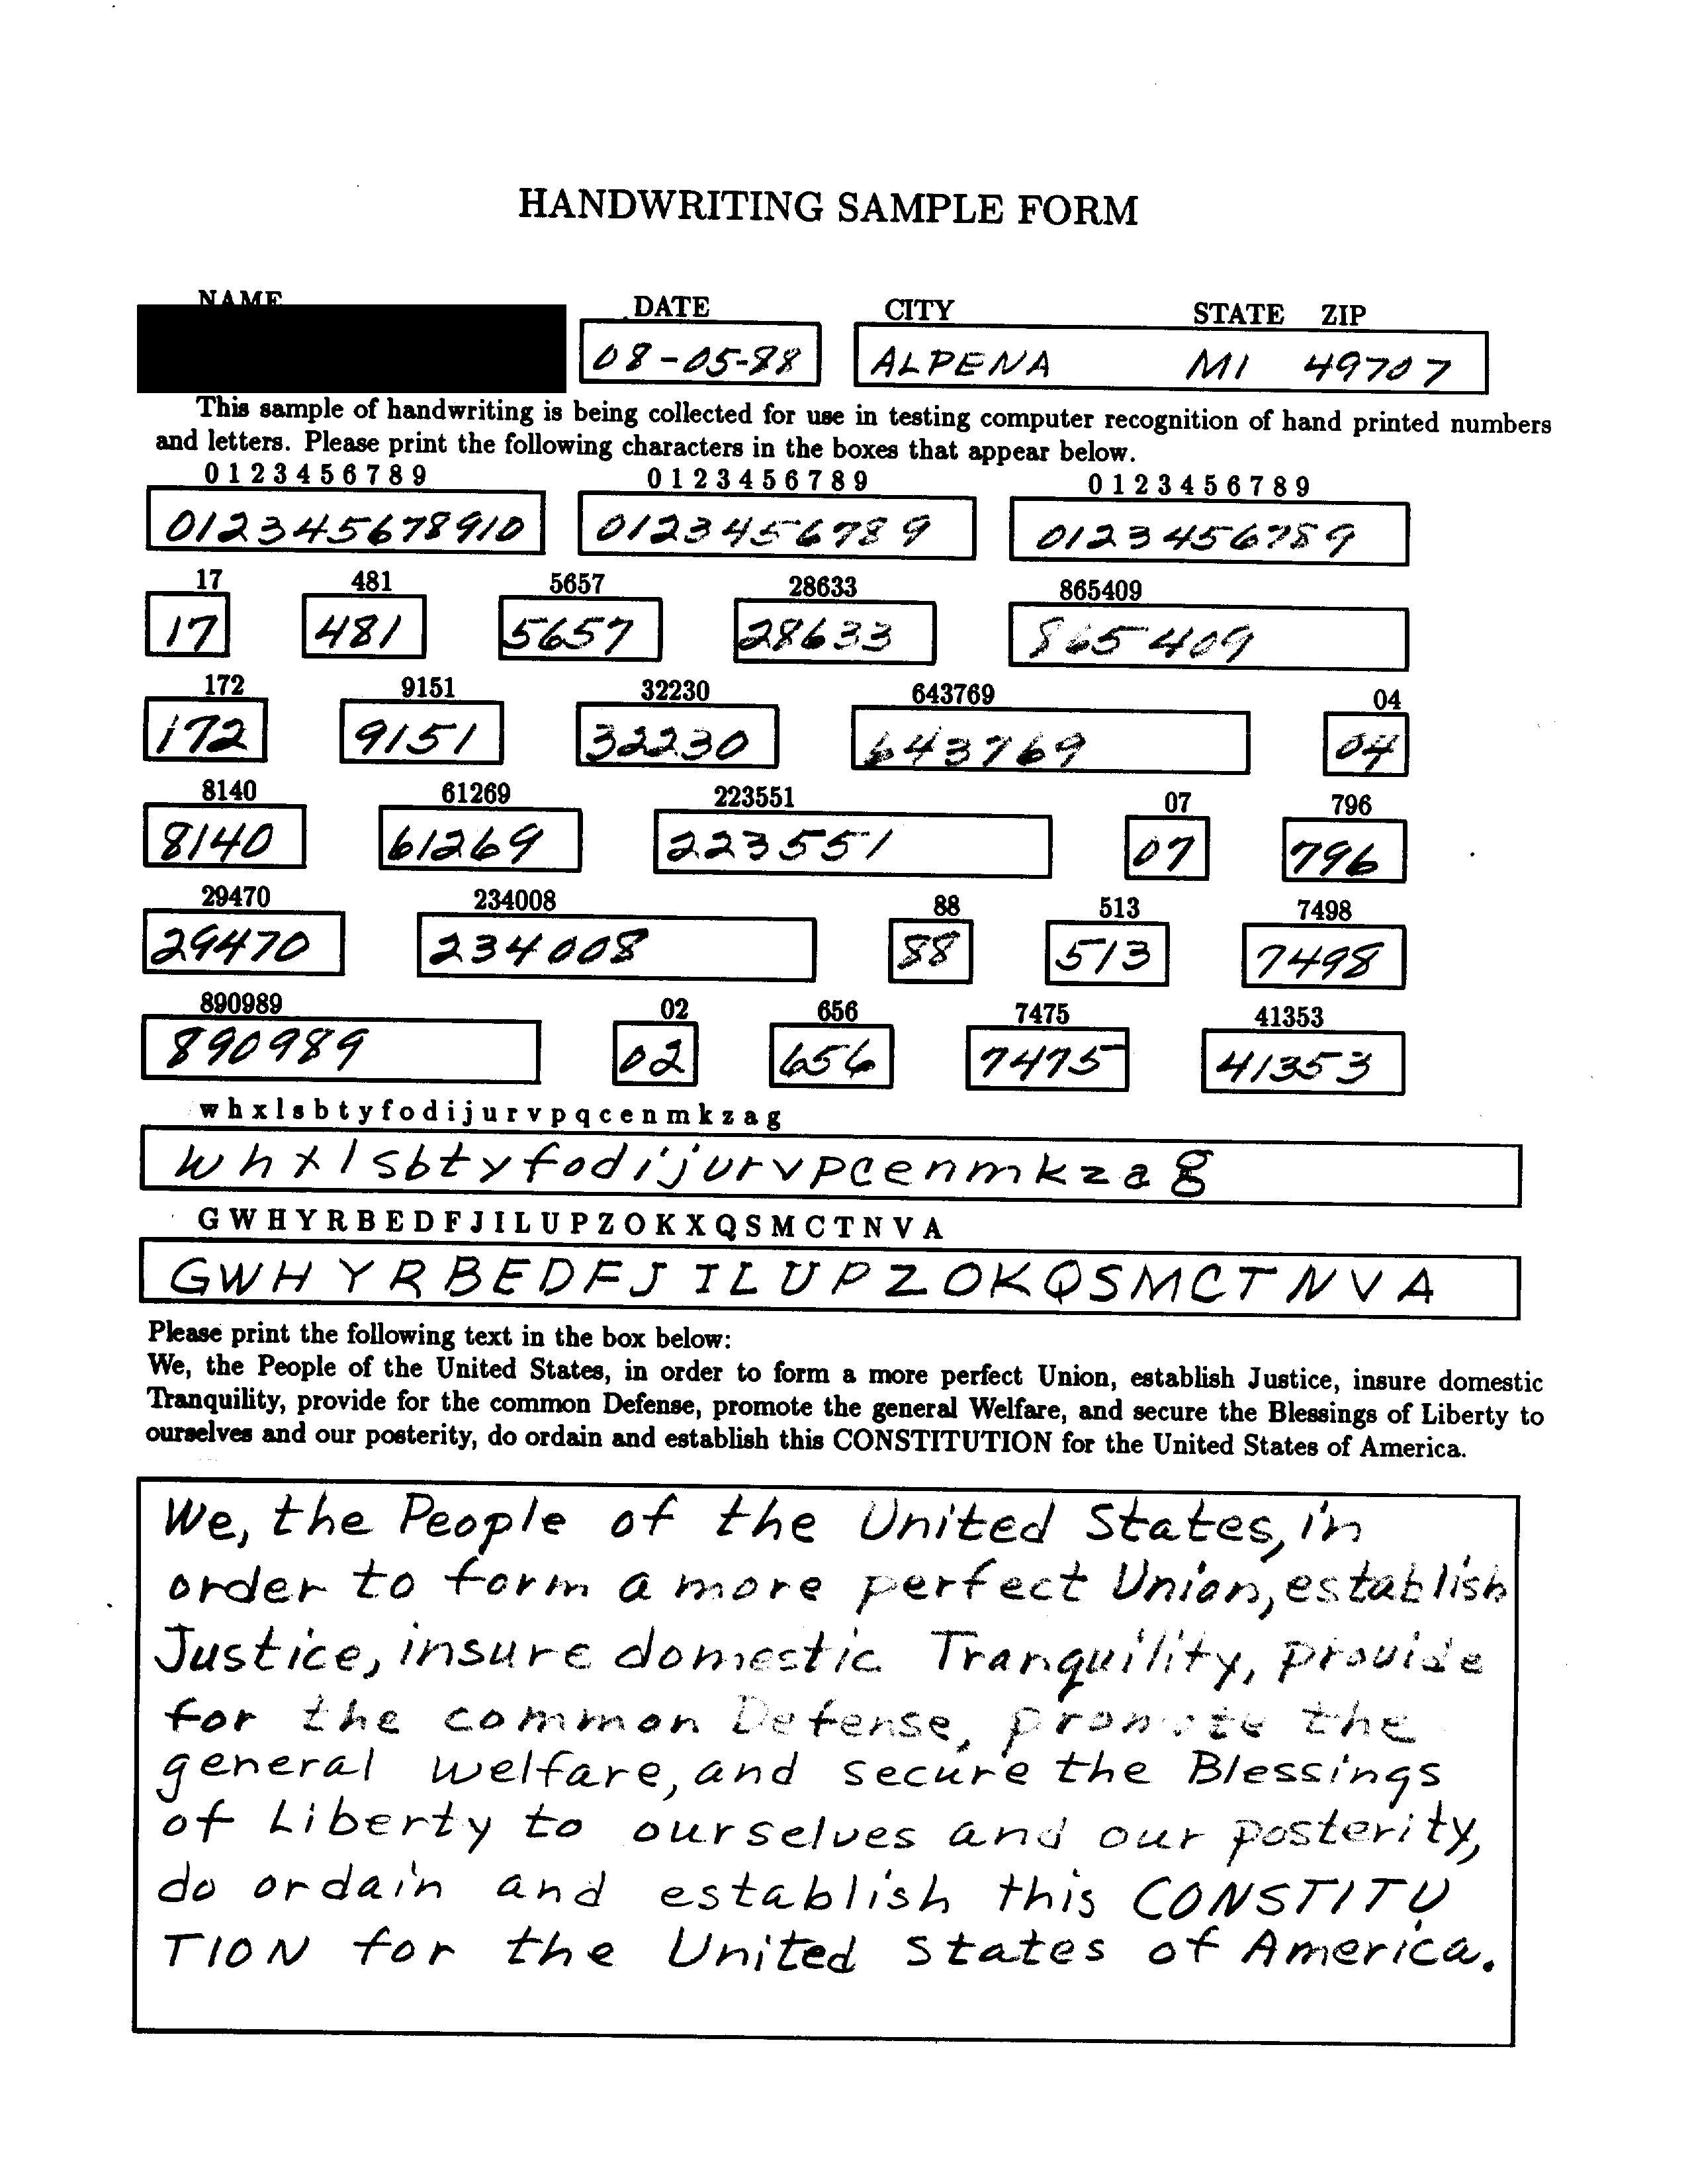 HANDWRITING SAMPLE FORM
NAME DATE CITY STATE ZIP
08-05-88 ALPENA MI 49707
This sample of handwriting is being collected for use in testing computer recognition of hand printed numbers
and letters. Please print the following characters in the boxes that appear below.
0 1 2 3 4 5 6 7 8 9 0 1 2 3 4 5 6 7 8 9 0 1 2 3 4 5 6 7 8 9
012345678910 0123456789 0123456789
17 481 5657 28633 865409
17 481 5657 28633 865409
172 9151 32230 643769 04
172 9151 32230 643769 04
8140 61269 223551 07 796
8140 61269 223551 07 796
29470 234008 88 513 7498
29470 234008 88 513 7498
890989 02 656 7475 41353
890989 02 656 7475 41353
w h x l s b t y f o d i j u r v p q c e n m k z a g
w h x l s b t y f o d i j u r v p c e n m k z a g
G W H Y R B E D F J I L U P Z O K X Q S M C T N V A
G W H Y R B E D F J I L U P Z O K Q S M C T N V A
Please print the following text in the box below:
We, the People of the United States, in order to form a more perfect Union, establish Justice, insure domestic
Tranquility, provide for the common Defense, promote the general Welfare, and secure the Blessings of Liberty to
ourselves and our posterity, do ordain and establish this CONSTITUTION for the United States of America.
We, the People of the United States, in
order to form a more perfect Union, establish
Justice, insure domestic Tranquility, provide
for the common Defense, promote the
general welfare, and secure the Blessings
of Liberty to ourselves and our posterity,
do ordain and establish this CONSTITU
TION for the United States of America.